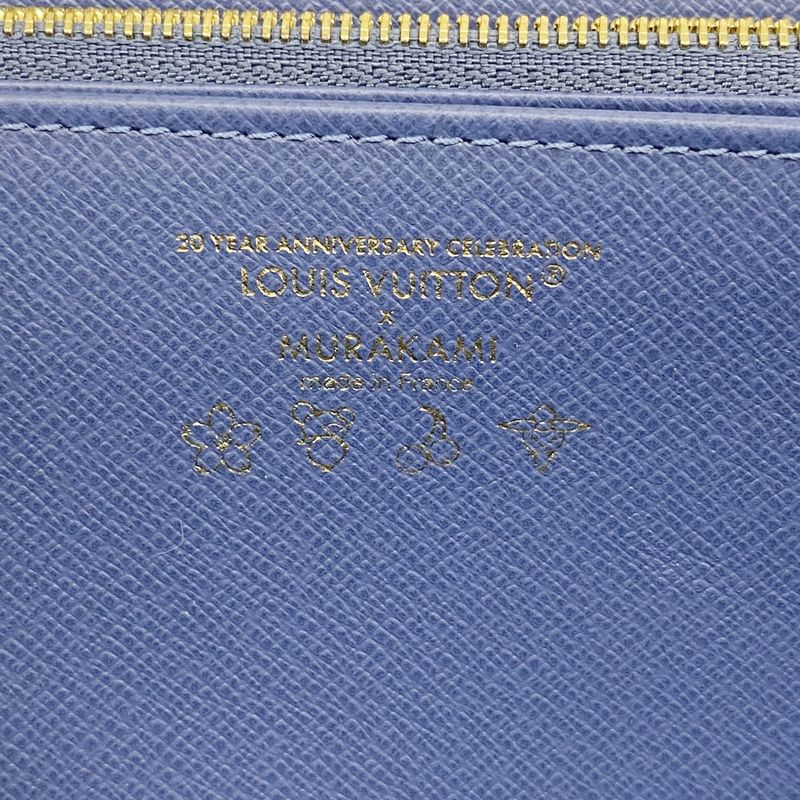 20 YEAR ANNIVERSARY CELEBRATION
LOUIS VUITTON®
x
MURAKAMI
made in France